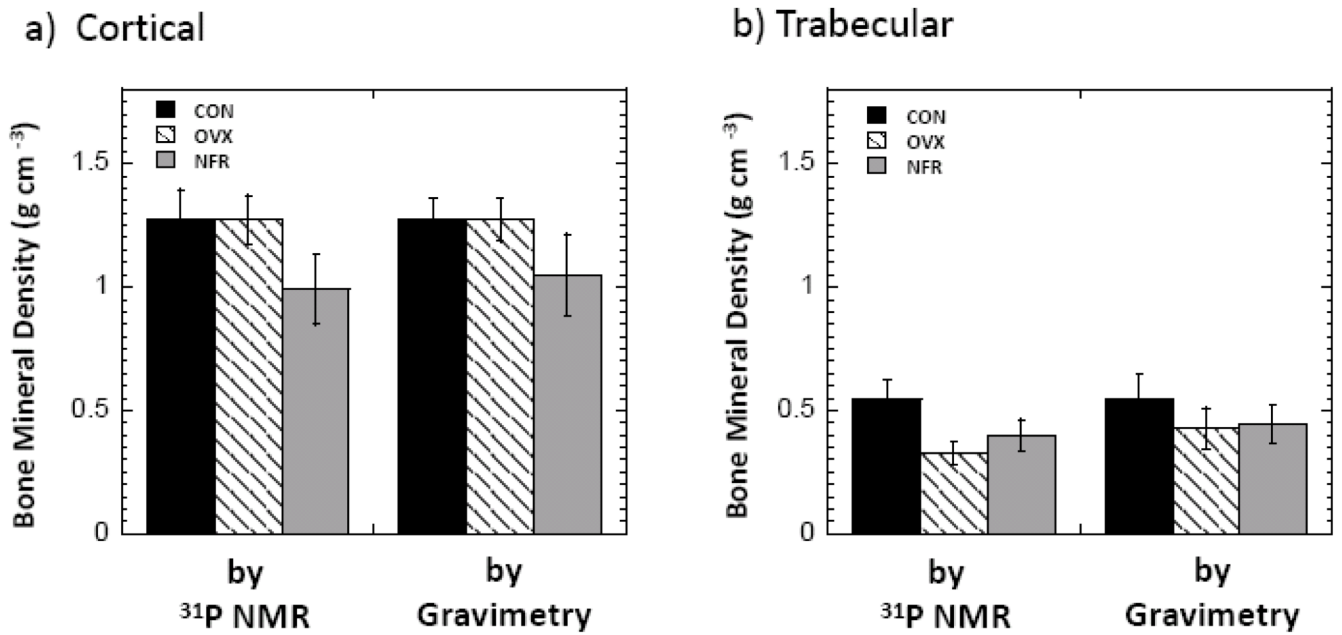 a) Cortical
Bone Mineral Density (g cm⁻³)
1.5
1
0.5
0
CON
OVX
NFR
by
³¹P NMR
by
Gravimetry
b) Trabecular
Bone Mineral Density (g cm⁻³)
1.5
1
0.5
0
CON
OVX
NFR
by
³¹P NMR
by
Gravimetry